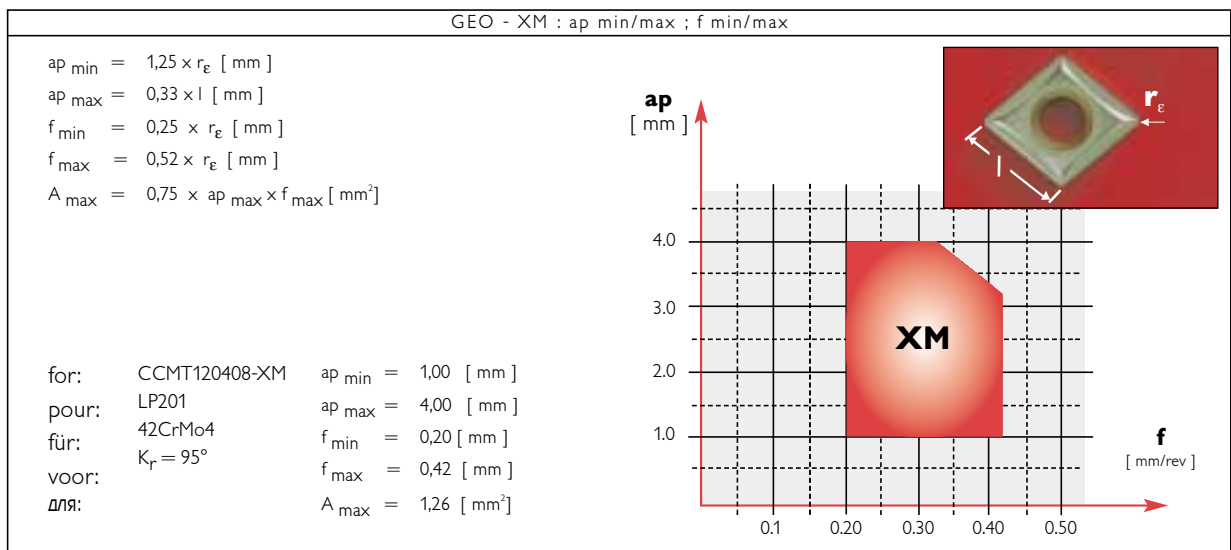 GEO - XM : ap min/max ; f min/max
ap min = 1,25 x rε [ mm ]
ap max = 0,33 x l [ mm ]
f min = 0,25 x rε [ mm ]
f max = 0,52 x rε [ mm ]
A max = 0,75 x ap max x f max [ mm²]
for: CCMT120408-XM
pour: LP201
für: 42CrMo4
voor: Kr = 95°
для:
ap min = 1,00 [ mm ]
ap max = 4,00 [ mm ]
f min = 0,20 [ mm ]
f max = 0,42 [ mm ]
A max = 1,26 [ mm²]
ap
[ mm ]
4.0
3.0
2.0
1.0
XM
f
[ mm/rev ]
0.1 0.20 0.30 0.40 0.50
rε
l